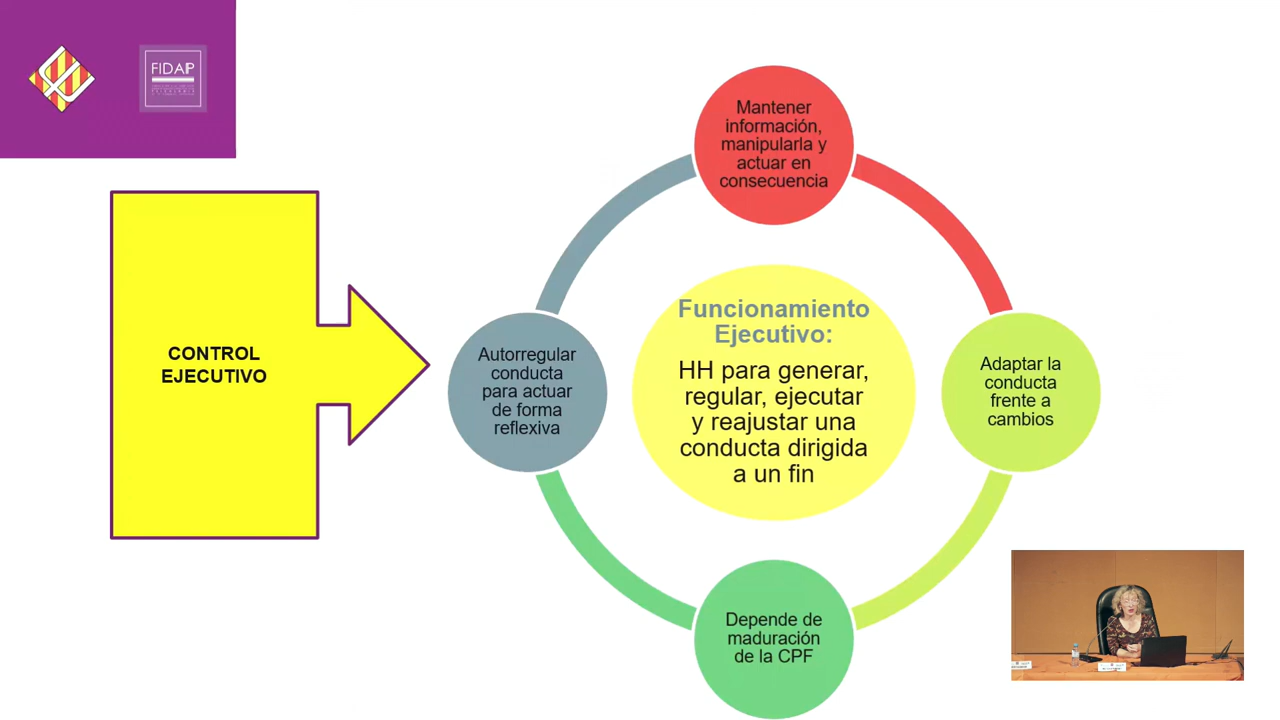 FIDAP
CONTROL
EJECUTIVO
Mantener
información,
manipularla y
actuar en
consecuencia
Autorregular
conducta
para actuar
de forma
reflexiva
Funcionamiento
Ejecutivo:
HH para generar,
regular, ejecutar
y reajustar una
conducta dirigida
a un fin
Adaptar la
conducta
frente a
cambios
Depende de
maduración
de la CPF